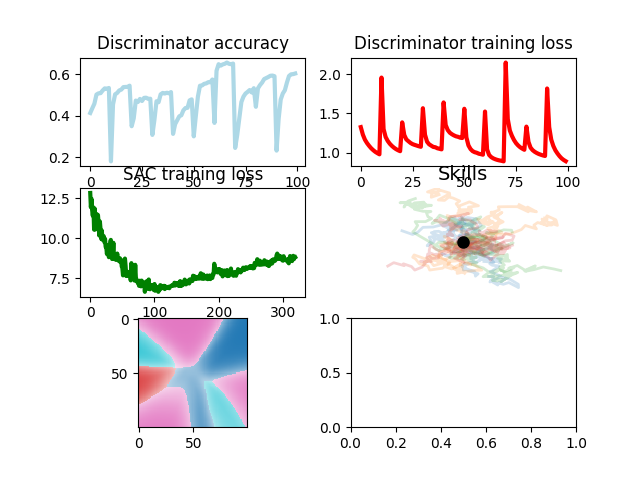 Discriminator accuracy
0.6
0.4
0.2
0 25 50 75 100
Discriminator training loss
2.0
1.5
1.0
0 25 50 75 100
SAC training loss
12.5
10.0
7.5
0 100 200 300
Skills
0
50
0 50
1.0
0.5
0.0
0.0 0.2 0.4 0.6 0.8 1.0